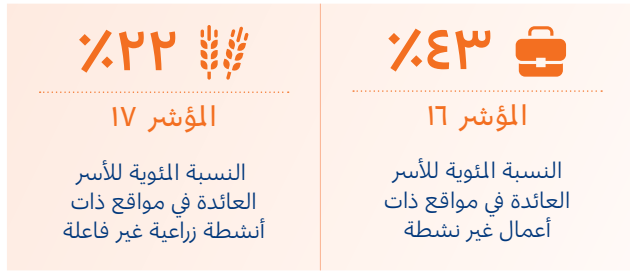 ٤٣٪
المؤشر ١٦
النسبة المئوية للأسر
العائدة في مواقع ذات
أعمال غير نشطة
٢٢٪
المؤشر ١٧
النسبة المئوية للأسر
العائدة في مواقع ذات
أنشطة زراعية غير فاعلة